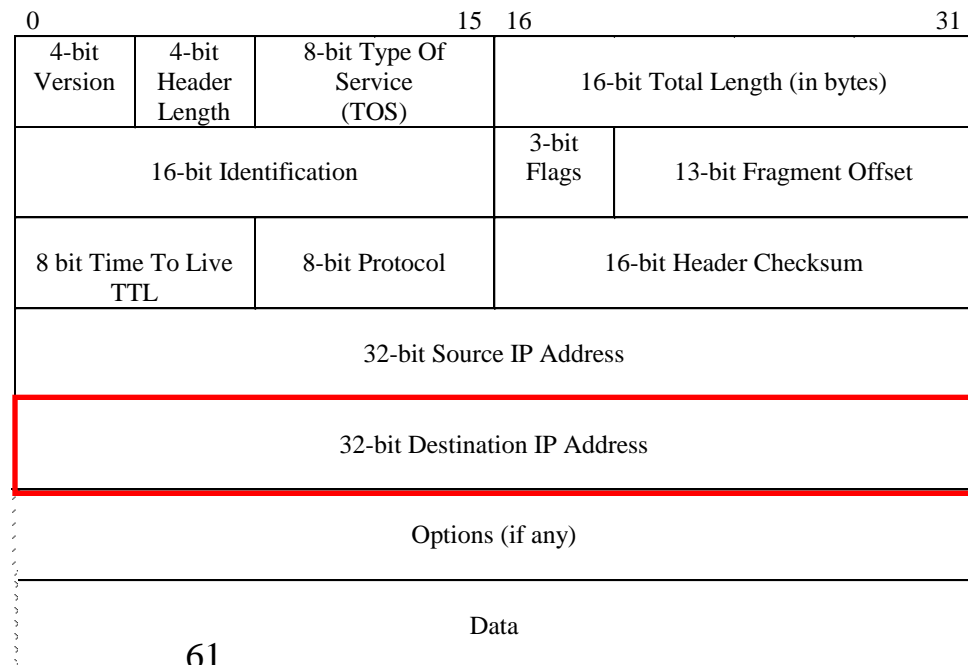 0 15 16 31
4-bit
Version
4-bit
Header
Length
8-bit Type Of
Service
(TOS)
16-bit Total Length (in bytes)
16-bit Identification
3-bit
Flags
13-bit Fragment Offset
8 bit Time To Live
TTL
8-bit Protocol
16-bit Header Checksum
32-bit Source IP Address
32-bit Destination IP Address
Options (if any)
Data
61